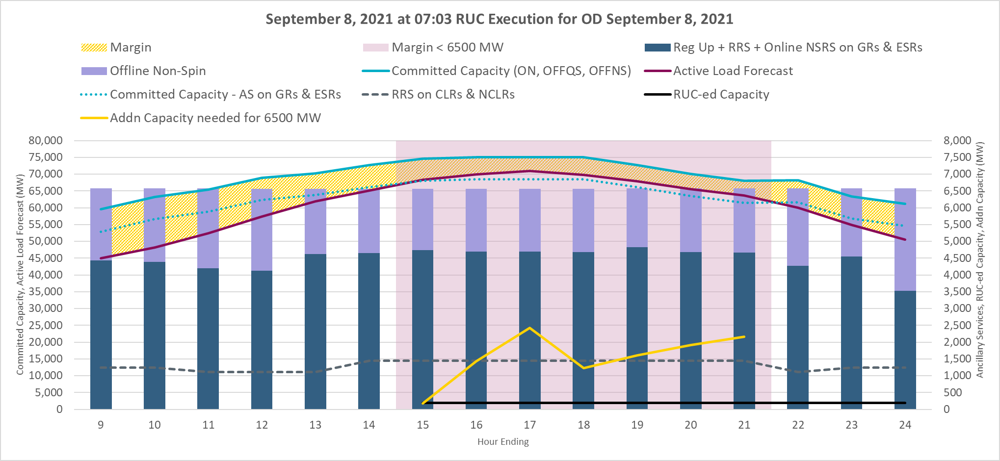 September 8, 2021 at 07:03 RUC Execution for OD September 8, 2021
Margin
Margin < 6500 MW
Reg Up + RRS + Online NSRS on GRs & ESRs
Offline Non-Spin
Committed Capacity (ON, OFFQS, OFFNS)
Active Load Forecast
Committed Capacity - AS on GRs & ESRs
RRS on CLRs & NCLRs
RUC-ed Capacity
Addn Capacity needed for 6500 MW
Committed Capacity, Active Load Forecast (MW)
80,000
75,000
70,000
65,000
60,000
55,000
50,000
45,000
40,000
35,000
30,000
25,000
20,000
15,000
10,000
5,000
0
8,000
7,500
7,000
6,500
6,000
5,500
5,000
4,500
4,000
3,500
3,000
2,500
2,000
1,500
1,000
500
0
Ancillary Services, RUC-ed Capacity, Addn Capacity (MW)
9 10 11 12 13 14 15 16 17 18 19 20 21 22 23 24
Hour Ending